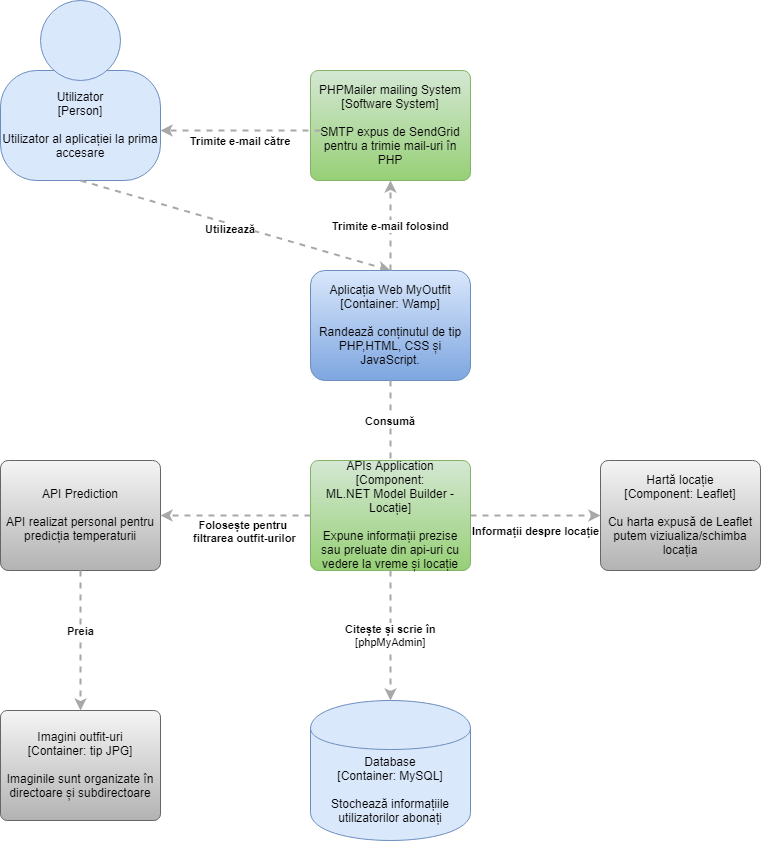 Utilizator
[Person]
Utilizator al aplicației la prima
accesare
PHPMailer mailing System
[Software System]
SMTP expus de SendGrid
pentru a trimie mail-uri în
PHP
Trimite e-mail către
Utilizează
Trimite e-mail folosind
Aplicația Web MyOutfit
[Container: Wamp]
Randează conținutul de tip
PHP,HTML, CSS și
JavaScript.
Consumă
API Prediction
API realizat personal pentru
predicția temperaturii
Folosește pentru
filtrarea outfit-urilor
APIs Application
[Component:
ML.NET Model Builder -
Locație]
Expune informații prezise
sau preluate din api-uri cu
vedere la vreme și locație
Informații despre locație
Hartă locație
[Component: Leaflet]
Cu harta expusă de Leaflet
putem viziualiza/schimba
locația
Preia
Citește și scrie în
[phpMyAdmin]
Imagini outfit-uri
[Container: tip JPG]
Imaginile sunt organizate în
directoare și subdirectoare
Database
[Container: MySQL]
Stochează informațiile
utilizatorilor abonați